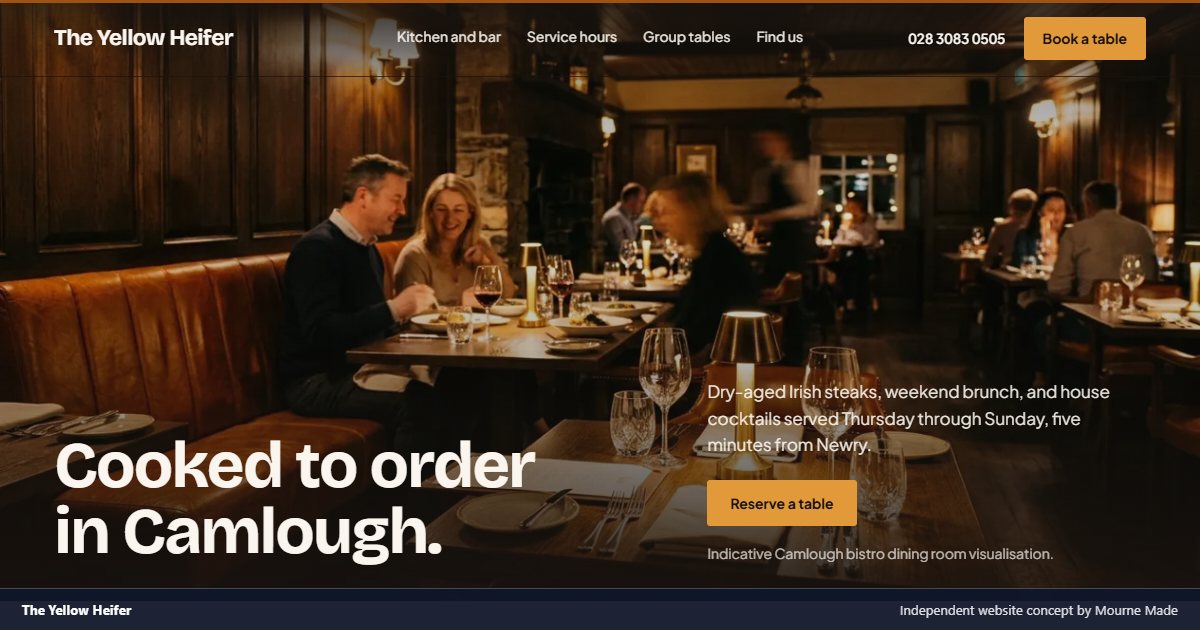 The Yellow Heifer
Kitchen and bar
Service hours
Group tables
Find us
028 3083 0505
Book a table
Cooked to order
in Camlough.
Dry-aged Irish steaks, weekend brunch, and house
cocktails served Thursday through Sunday, five
minutes from Newry.
Reserve a table
Indicative Camlough bistro dining room visualisation.
The Yellow Heifer
Independent website concept by Mourne Made